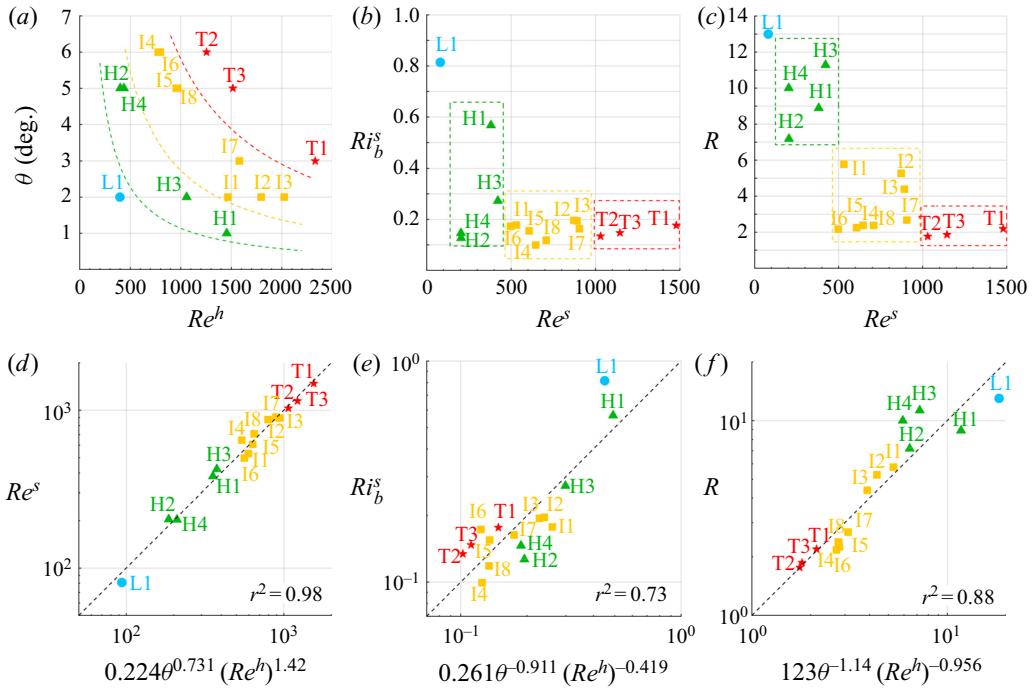 (a)
6
5
4
3
2
1
0
θ (deg.)
0
500
1000
1500
2000
2500
Re^h
I4
T2
H2
I6
I5
T3
H4
I8
I7
T1
L1
H3
I1
I2
I3
H1
(b)
1.0
0.8
0.6
0.4
0.2
Ri_b^s
0
500
1000
1500
Re^s
L1
H1
H3
H4
H2
I1
I5
I2
I3
I6
I4
I8
I7
T2
T3
T1
(c)
14
12
10
8
6
4
2
R
0
500
1000
1500
Re^s
L1
H3
H4
H1
H2
I1
I2
I3
I5
I7
I6
I4
I8
T2
T3
T1
(d)
10^3
10^2
Re^s
10^2
10^3
0.224θ^0.731 (Re^h)^1.42
T1
T2
T3
I7
I4
I8
I3
I2
I5
I1
I6
H3
H1
H2
H4
L1
r^2 = 0.98
(e)
10^0
10^−1
Ri_b^s
10^−1
10^0
0.261θ^−0.911 (Re^h)^−0.419
L1
H1
H3
I6
T1
I3
I2
T3
I7
I1
T2
I5
H4
I8
H2
I4
r^2 = 0.73
(f)
10^1
10^0
R
10^0
10^1
123θ^−1.14 (Re^h)^−0.956
L1
H4
H3
H1
H2
I1
I2
I3
I8
I7
T1
T3
I5
I4
T2
I6
r^2 = 0.88